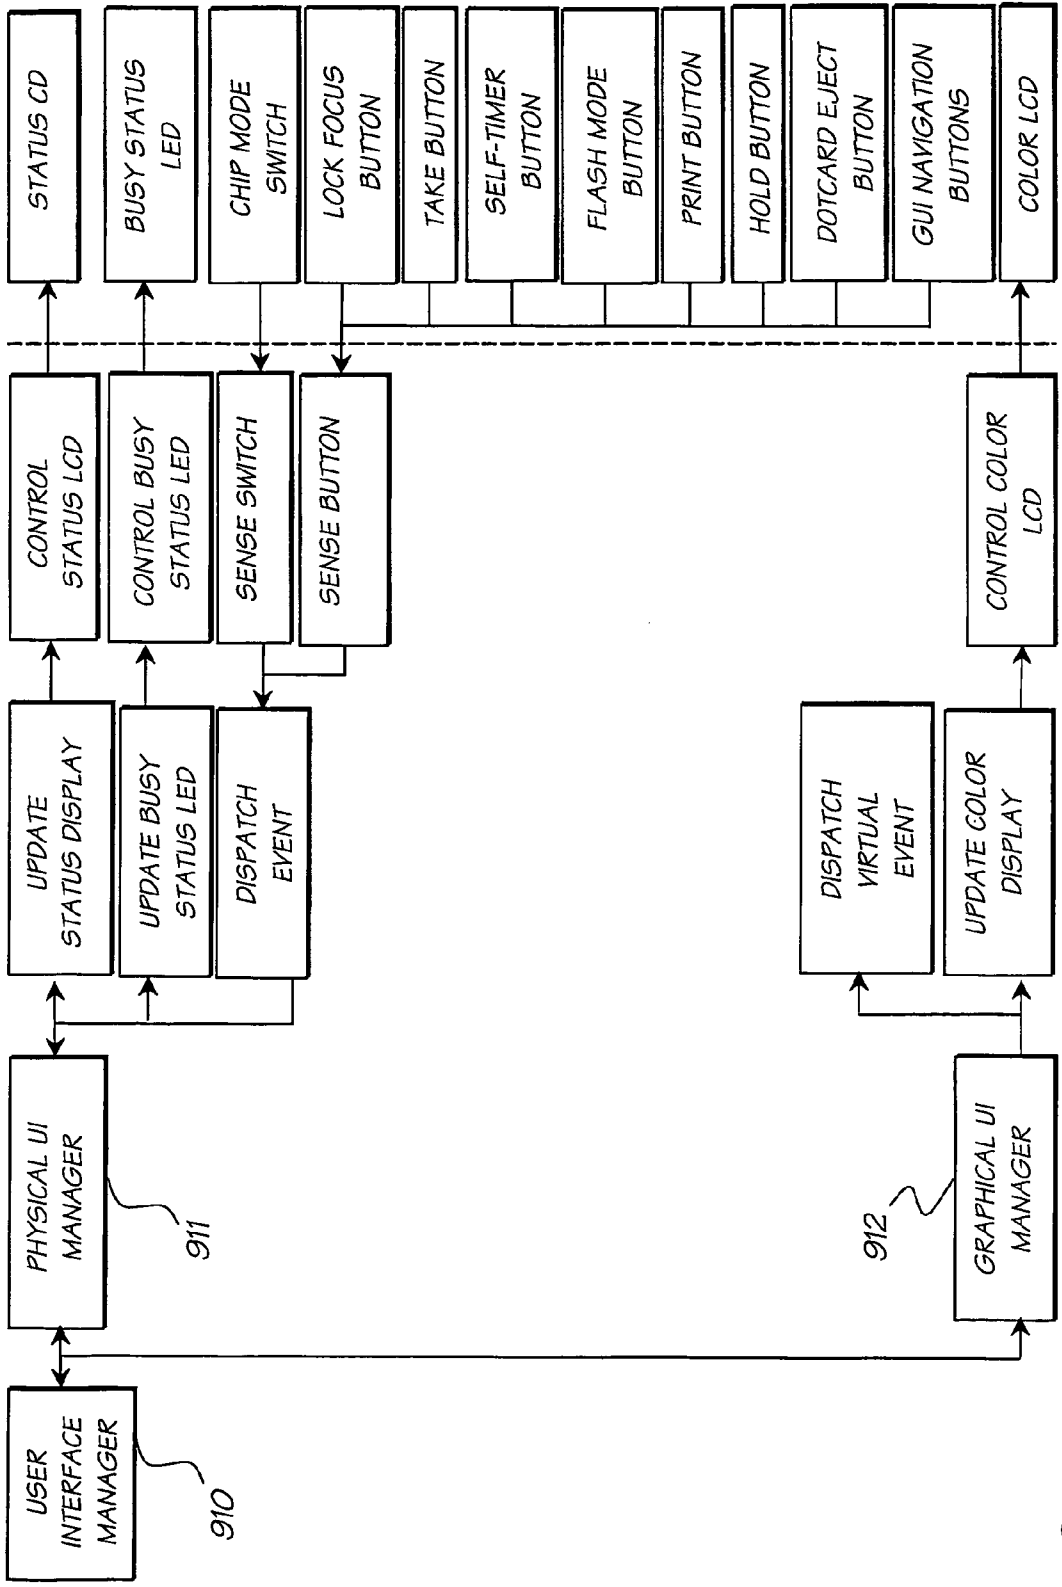 USER
INTERFACE
MANAGER
910
PHYSICAL UI
MANAGER
911
GRAPHICAL UI
MANAGER
912
UPDATE
STATUS DISPLAY
UPDATE BUSY
STATUS LED
DISPATCH
EVENT
DISPATCH
VIRTUAL
EVENT
UPDATE COLOR
DISPLAY
CONTROL
STATUS LCD
CONTROL BUSY
STATUS LED
SENSE SWITCH
SENSE BUTTON
CONTROL COLOR
LCD
STATUS CD
BUSY STATUS
LED
CHIP MODE
SWITCH
LOCK FOCUS
BUTTON
TAKE BUTTON
SELF-TIMER
BUTTON
FLASH MODE
BUTTON
PRINT BUTTON
HOLD BUTTON
DOTCARD EJECT
BUTTON
GUI NAVIGATION
BUTTONS
COLOR LCD